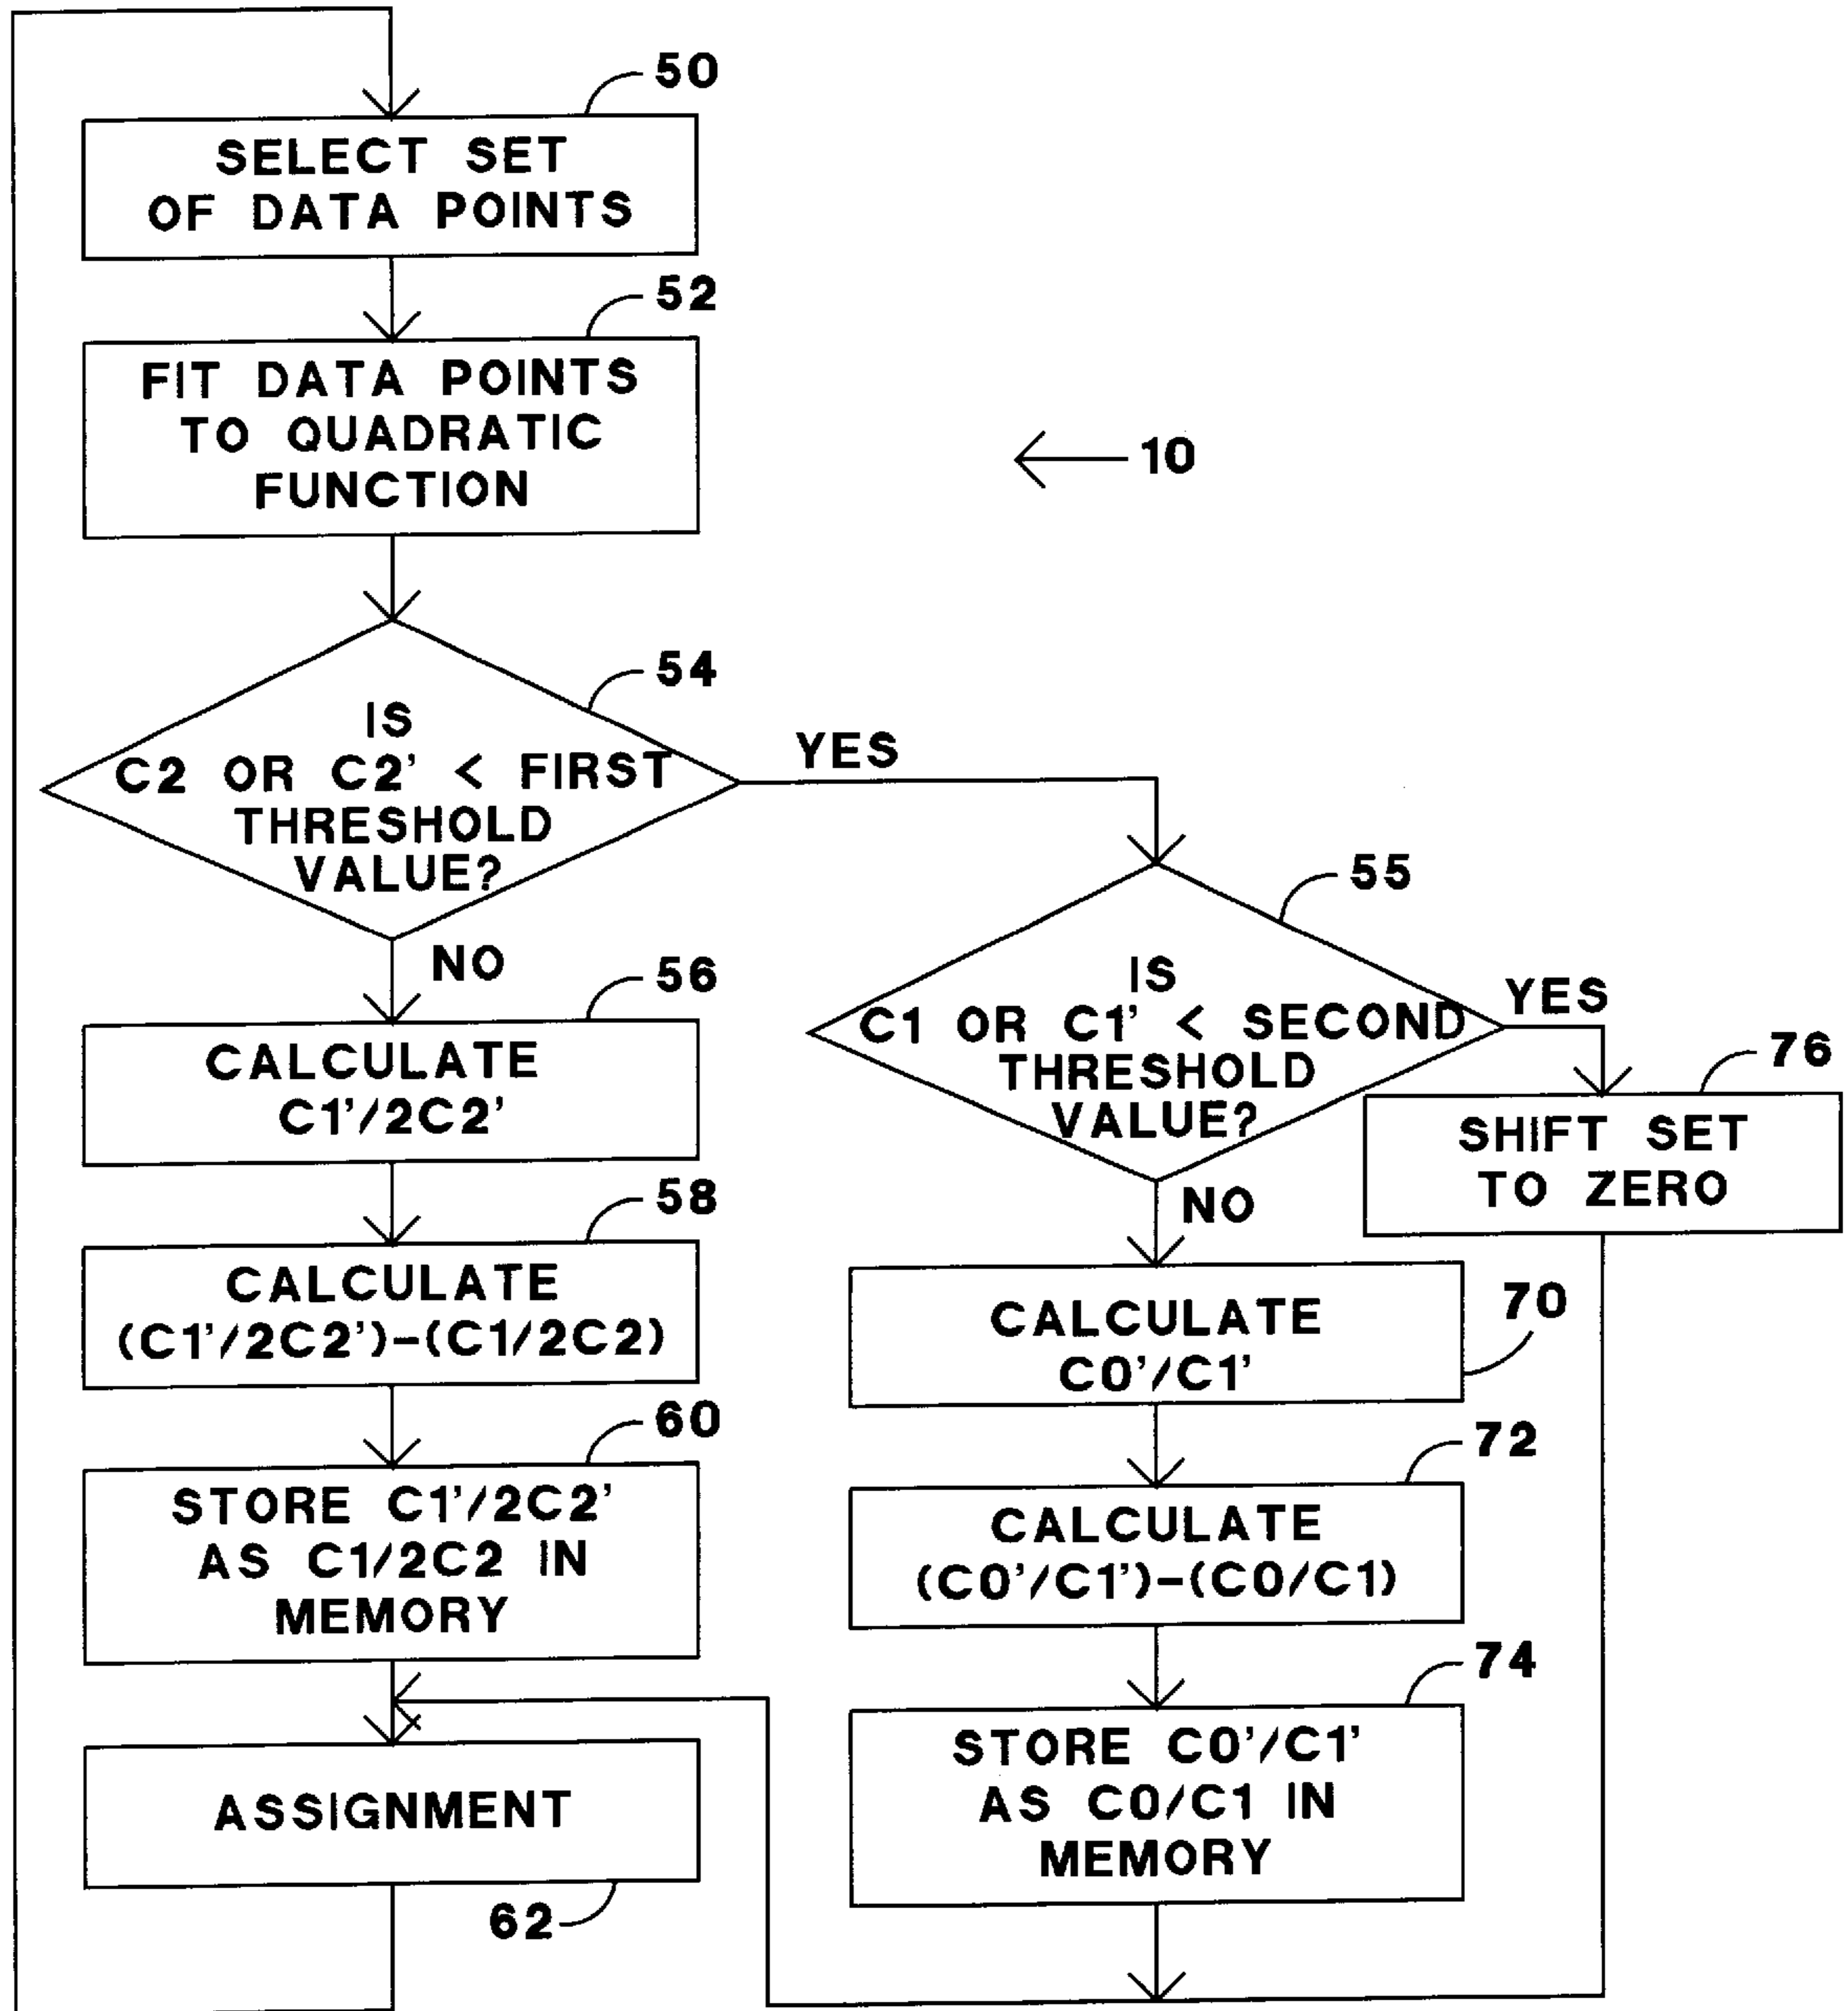 50
SELECT SET
OF DATA POINTS
52
FIT DATA POINTS
TO QUADRATIC
FUNCTION
10
54
IS
C2 OR C2' < FIRST
THRESHOLD
VALUE?
YES
NO
55
IS
C1 OR C1' < SECOND
THRESHOLD
VALUE?
YES
NO
56
CALCULATE
C1'/2C2'
76
SHIFT SET
TO ZERO
58
CALCULATE
(C1'/2C2')-(C1/2C2)
70
CALCULATE
C0'/C1'
60
STORE C1'/2C2'
AS C1/2C2 IN
MEMORY
72
CALCULATE
(C0'/C1')-(C0/C1)
74
STORE C0'/C1'
AS C0/C1 IN
MEMORY
ASSIGNMENT
62